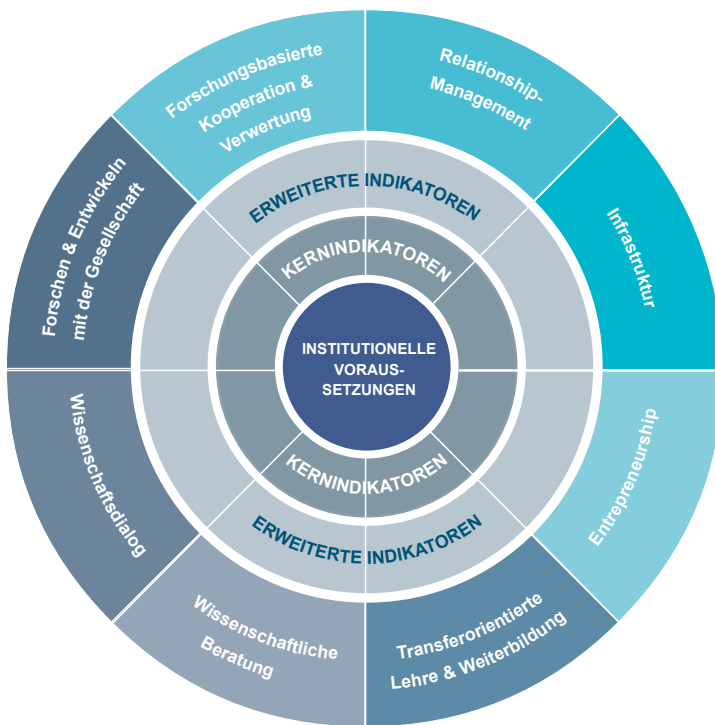 Forschungsbasierte
Kooperation &
Verwertung
Relationship-
Management
Infrastruktur
Entrepreneurship
Transferorientierte
Lehre & Weiterbildung
Wissenschaftliche
Beratung
Wissenschaftsdialog
Forschen & Entwickeln
mit der Gesellschaft
ERWEITERTE INDIKATOREN
KERNINDIKATOREN
INSTITUTIONELLE
VORAUS-
SETZUNGEN
KERNINDIKATOREN
ERWEITERTE INDIKATOREN